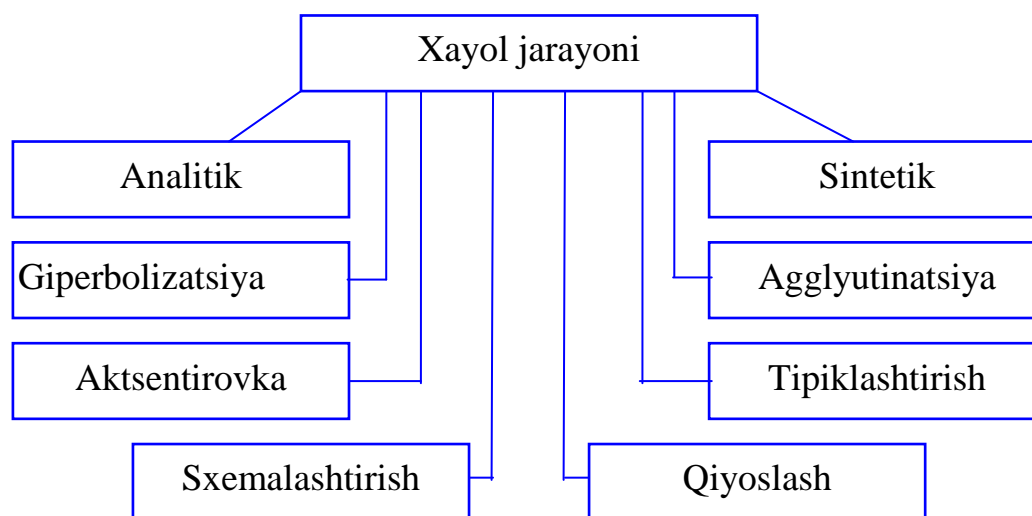 Xayol jarayoni
Analitik
Sintetik
Giperbolizatsiya
Agglyutinatsiya
Aktsentirovka
Tipiklashtirish
Sxemalashtirish
Qiyoslash